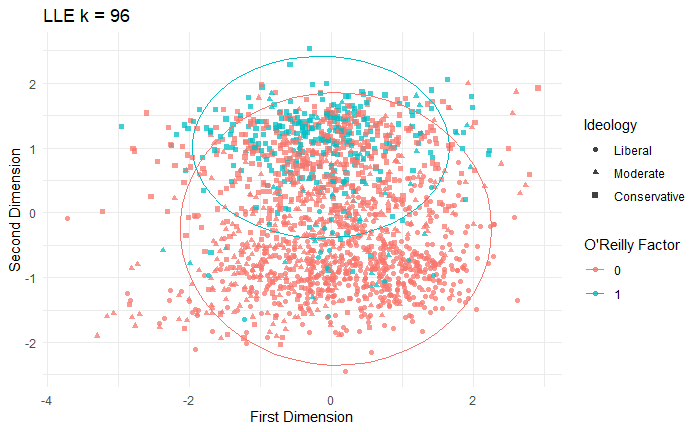 LLE k = 96
Second Dimension
2
1
0
-1
-2
-4
-2
0
2
First Dimension
Ideology
Liberal
Moderate
Conservative
O'Reilly Factor
0
1